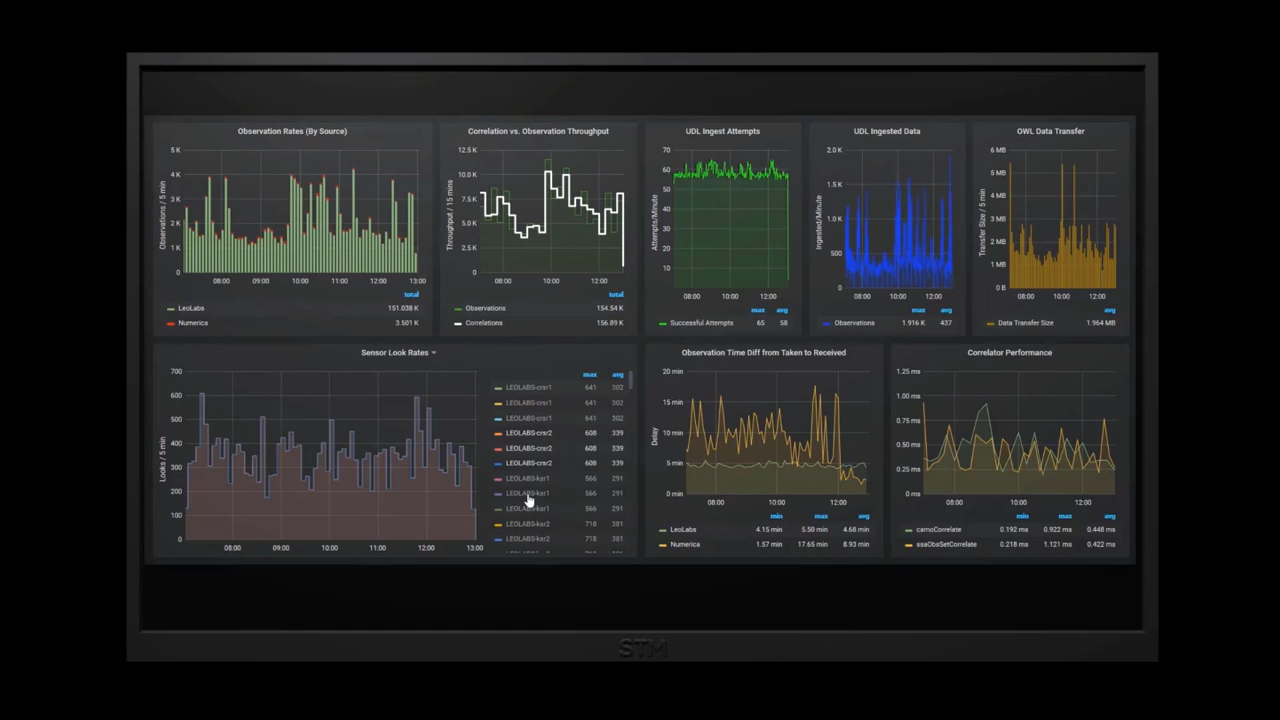 Observation Rates (By Source)
Observations / 5 min
5 K
4 K
3 K
2 K
1 K
0
08:00 09:00 10:00 11:00 12:00 13:00
total
LeoLabs 151.038 K
Numerica 3.501 K
Correlation vs. Observation Throughput
Throughput / 15 mins
12.5 K
10.0 K
7.5 K
5.0 K
2.5 K
0
08:00 10:00 12:00
total
Observations 154.54 K
Correlations 156.89 K
UDL Ingest Attempts
Attempts/Minute
70
60
50
40
30
20
10
08:00 10:00 12:00
max avg
Successful Attempts 65 58
UDL Ingested Data
Ingested/Minute
2.0 K
1.5 K
1.0 K
500
0
08:00 10:00 12:00
max avg
Observations 1.916 K 437
OWL Data Transfer
Transfer Size / 5 min
6 MB
5 MB
4 MB
3 MB
2 MB
1 MB
0 B
08:00 10:00 12:00
avg
Data Transfer Size 1.964 MB
Sensor Look Rates
Looks / 5 min
700
600
500
400
300
200
100
0
08:00 09:00 10:00 11:00 12:00 13:00
max avg
LEOLABS-crsr1 641 302
LEOLABS-crsr1 641 302
LEOLABS-crsr1 641 302
LEOLABS-crsr2 608 339
LEOLABS-crsr2 608 339
LEOLABS-crsr2 608 339
LEOLABS-ksr1 566 291
LEOLABS-ksr1 566 291
LEOLABS-ksr1 566 291
LEOLABS-ksr2 718 381
LEOLABS-ksr2 718 381
Observation Time Diff from Taken to Received
Delay
20 min
15 min
10 min
5 min
0 min
08:00 10:00 12:00
min max avg
LeoLabs 4.15 min 5.50 min 4.68 min
Numerica 1.57 min 17.65 min 8.93 min
Correlator Performance
1.25 ms
1.00 ms
0.75 ms
0.50 ms
0.25 ms
0 ms
08:00 10:00 12:00
min max avg
camoCorrelate 0.192 ms 0.922 ms 0.448 ms
ssaObsSetCorrelate 0.218 ms 1.121 ms 0.422 ms
STM